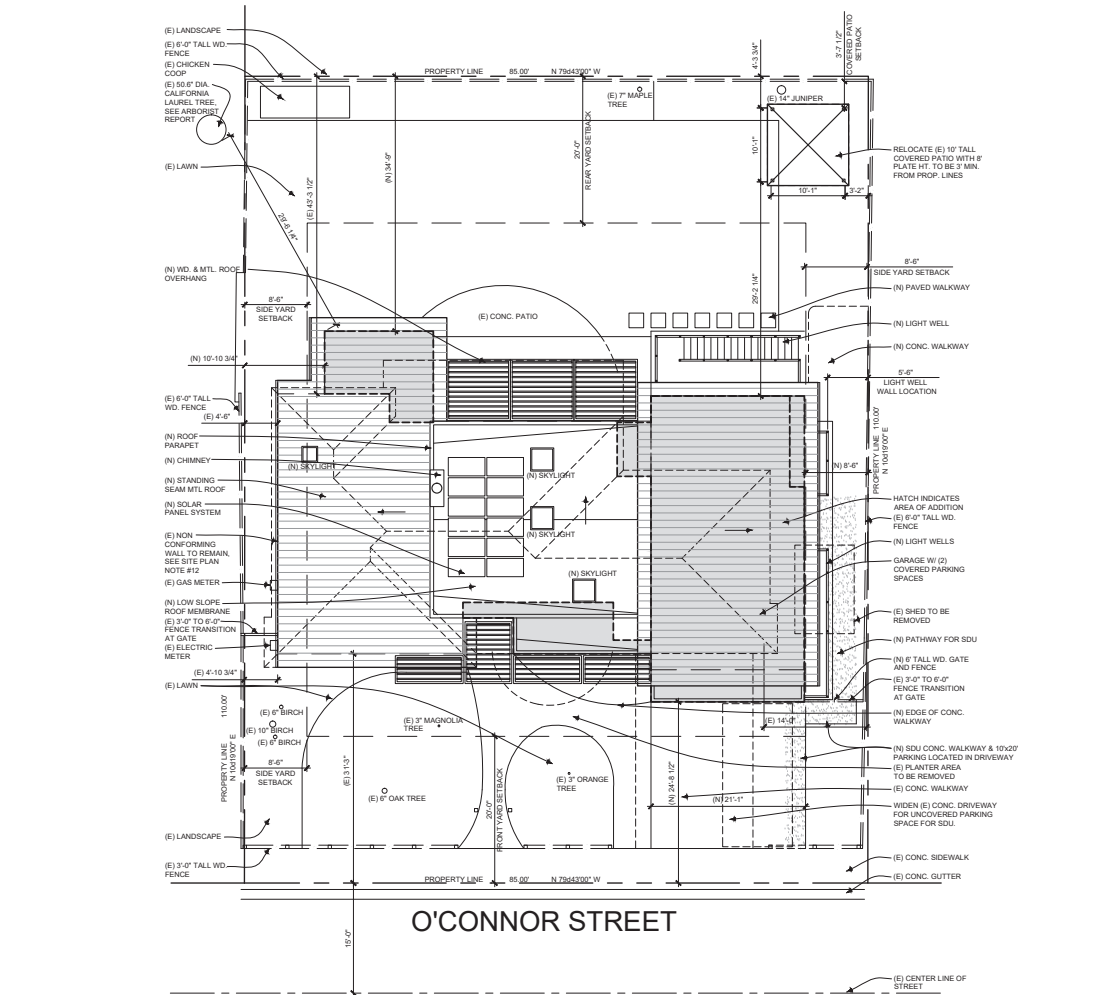 (E) LANDSCAPE
(E) 6'-0" TALL WD.
FENCE
(E) CHICKEN
COOP
(E) 50.6" DIA.
CALIFORNIA
LAUREL TREE,
SEE ARBORIST
REPORT
(E) LAWN
(N) WD. & MTL. ROOF
OVERHANG
8'-6"
SIDE YARD
SETBACK
(N) 10'-10 3/4"
(E) 6'-0" TALL
WD. FENCE
(E) 4'-6"
(N) ROOF
PARAPET
(N) CHIMNEY
(N) STANDING
SEAM MTL ROOF
(N) SOLAR
PANEL SYSTEM
(E) NON
CONFORMING
WALL TO REMAIN,
SEE SITE PLAN
NOTE #12
(E) GAS METER
(N) LOW SLOPE
ROOF MEMBRANE
(E) 3'-0" TO 6'-0"
FENCE TRANSITION
AT GATE
(E) ELECTRIC
METER
(E) 4'-10 3/4"
(E) LAWN
110.00'
PROPERTY LINE
N 10d19'00" E
(E) 6" BIRCH
(E) 10" BIRCH
(E) 6" BIRCH
8'-6"
SIDE YARD
SETBACK
(E) LANDSCAPE
(E) 3'-0" TALL WD.
FENCE
PROPERTY LINE 85.00' N 79d43'00" W
(E) 7" MAPLE
TREE
(E) 14" JUNIPER
4'-3 3/4"
3'-7 1/2"
COVERED PATIO
SETBACK
(N) 34'-9"
(E) 43'-3 1/2"
29'-6 1/4"
20'-0"
REAR YARD SETBACK
10'-1"
10'-1"
3'-2"
29'-2 1/4"
(E) CONC. PATIO
(N) SKYLIGHT
(N) SKYLIGHT
(N) SKYLIGHT
(N) SKYLIGHT
(E) 3" MAGNOLIA
TREE
(E) 3" ORANGE
TREE
(E) 6" OAK TREE
(E) 31'-3"
20'-0"
FRONT YARD SETBACK
(N) 24'-8 1/2"
(N) 21'-1"
(E) 14'-0"
RELOCATE (E) 10' TALL
COVERED PATIO WITH 8'
PLATE HT. TO BE 3' MIN.
FROM PROP. LINES
8'-6"
SIDE YARD SETBACK
(N) PAVED WALKWAY
(N) LIGHT WELL
(N) CONC. WALKWAY
5'-6"
LIGHT WELL
WALL LOCATION
PROPERTY LINE 110.00'
N 10d19'00" E
N) 8'-6"
HATCH INDICATES
AREA OF ADDITION
(E) 6'-0" TALL WD.
FENCE
(N) LIGHT WELLS
GARAGE W/ (2)
COVERED PARKING
SPACES
(E) SHED TO BE
REMOVED
(N) PATHWAY FOR SDU
(N) 6' TALL WD. GATE
AND FENCE
(E) 3'-0" TO 6'-0"
FENCE TRANSITION
AT GATE
(N) EDGE OF CONC.
WALKWAY
(N) SDU CONC. WALKWAY & 10'x20'
PARKING LOCATED IN DRIVEWAY
(E) PLANTER AREA
TO BE REMOVED
(E) CONC. WALKWAY
WIDEN (E) CONC. DRIVEWAY
FOR UNCOVERED PARKING
SPACE FOR SDU.
(E) CONC. SIDEWALK
(E) CONC. GUTTER
PROPERTY LINE 85.00' N 79d43'00" W
O'CONNOR STREET
15'-0"
(E) CENTER LINE OF
STREET